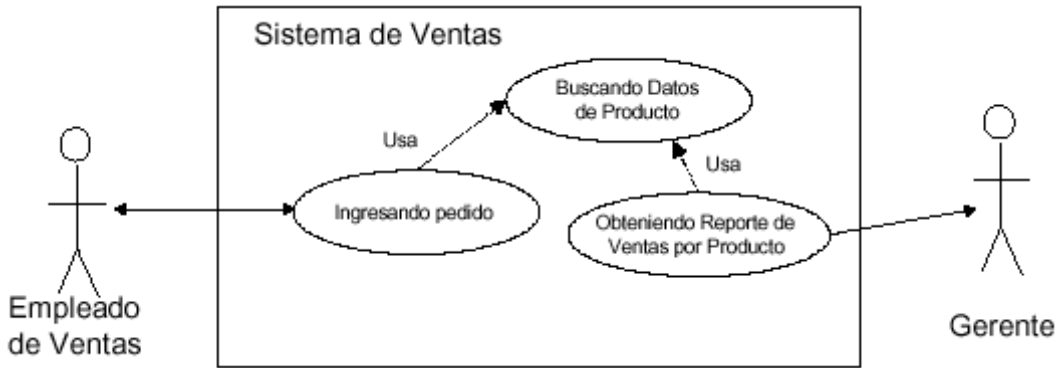 Sistema de Ventas
Buscando Datos
de Producto
Usa
Usa
Ingresando pedido
Obteniendo Reporte de
Ventas por Producto
Empleado
de Ventas
Gerente